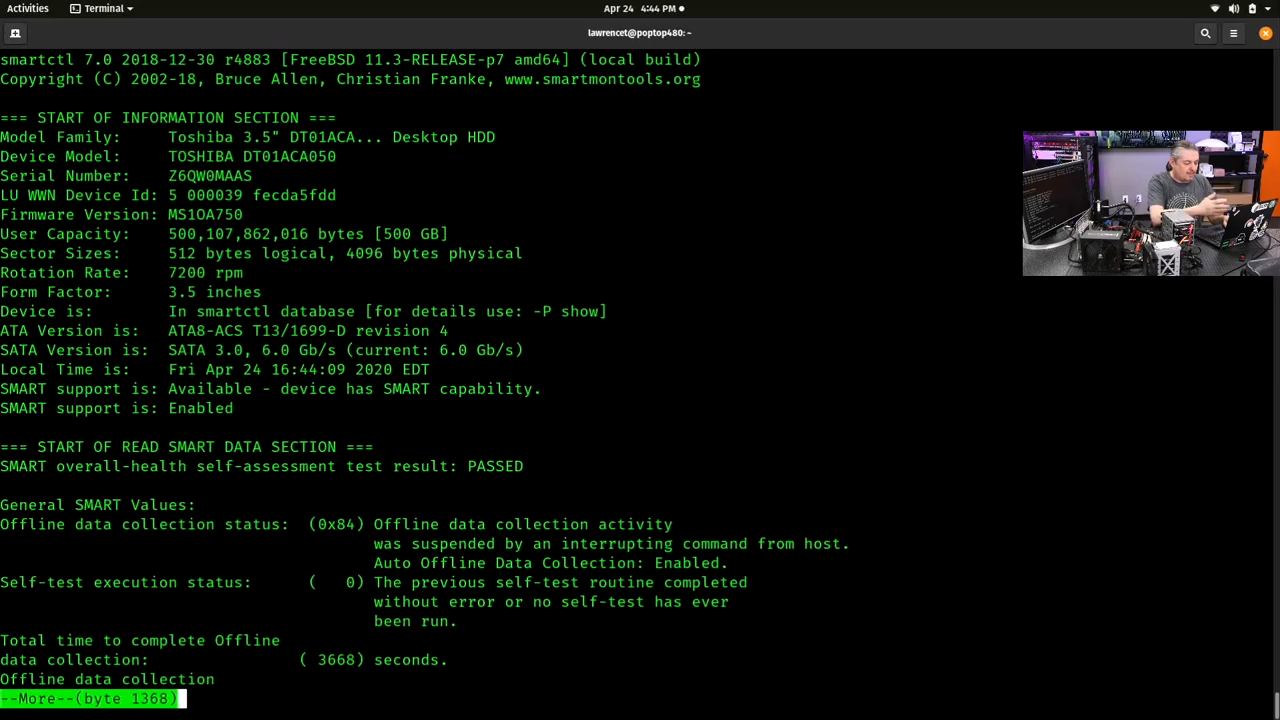 Activities
Terminal
Apr 24 4:44 PM
lawrencet@poptop480: ~
smartctl 7.0 2018-12-30 r4883 [FreeBSD 11.3-RELEASE-p7 amd64] (local build)
Copyright (C) 2002-18, Bruce Allen, Christian Franke, www.smartmontools.org
=== START OF INFORMATION SECTION ===
Model Family:     Toshiba 3.5" DT01ACA... Desktop HDD
Device Model:     TOSHIBA DT01ACA050
Serial Number:    Z6QW0MAAS
LU WWN Device Id: 5 000039 fecda5fdd
Firmware Version: MS1OA750
User Capacity:    500,107,862,016 bytes [500 GB]
Sector Sizes:     512 bytes logical, 4096 bytes physical
Rotation Rate:    7200 rpm
Form Factor:      3.5 inches
Device is:        In smartctl database [for details use: -P show]
ATA Version is:   ATA8-ACS T13/1699-D revision 4
SATA Version is:  SATA 3.0, 6.0 Gb/s (current: 6.0 Gb/s)
Local Time is:    Fri Apr 24 16:44:09 2020 EDT
SMART support is: Available - device has SMART capability.
SMART support is: Enabled
=== START OF READ SMART DATA SECTION ===
SMART overall-health self-assessment test result: PASSED
General SMART Values:
Offline data collection status:  (0x84) Offline data collection activity
was suspended by an interrupting command from host.
Auto Offline Data Collection: Enabled.
Self-test execution status:      (   0) The previous self-test routine completed
without error or no self-test has ever
been run.
Total time to complete Offline
data collection:                ( 3668) seconds.
Offline data collection
--More--(byte 1368)